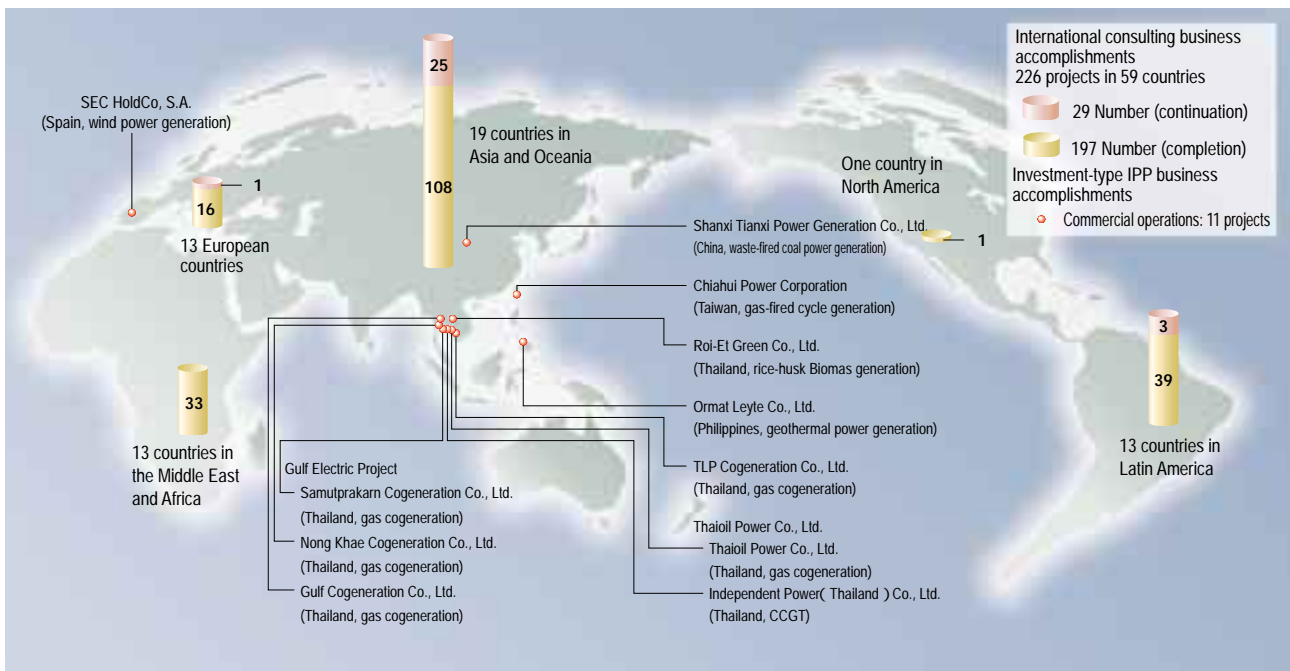 International consulting business
accomplishments
226 projects in 59 countries
29 Number (continuation)
197 Number (completion)
Investment-type IPP business
accomplishments
Commercial operations: 11 projects
SEC HoldCo, S.A.
(Spain, wind power generation)
1
16
13 European
countries
25
108
19 countries in
Asia and Oceania
One country in
North America
1
3
39
13 countries in
Latin America
33
13 countries in
the Middle East
and Africa
Shanxi Tianxi Power Generation Co., Ltd.
(China, waste-fired coal power generation)
Chiahui Power Corporation
(Taiwan, gas-fired cycle generation)
Roi-Et Green Co., Ltd.
(Thailand, rice-husk Biomas generation)
Ormat Leyte Co., Ltd.
(Philippines, geothermal power generation)
TLP Cogeneration Co., Ltd.
(Thailand, gas cogeneration)
Thaioil Power Co., Ltd.
Thaioil Power Co., Ltd.
(Thailand, gas cogeneration)
Independent Power( Thailand ) Co., Ltd.
(Thailand, CCGT)
Gulf Electric Project
Samutprakarn Cogeneration Co., Ltd.
(Thailand, gas cogeneration)
Nong Khae Cogeneration Co., Ltd.
(Thailand, gas cogeneration)
Gulf Cogeneration Co., Ltd.
(Thailand, gas cogeneration)